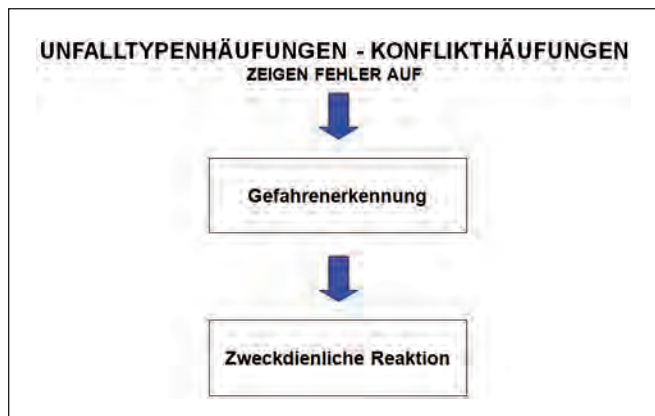 UNFALLTYPENHÄUFUNGEN - KONFLIKTHÄUFUNGEN
ZEIGEN FEHLER AUF
Gefahrenerkennung
Zweckdienliche Reaktion